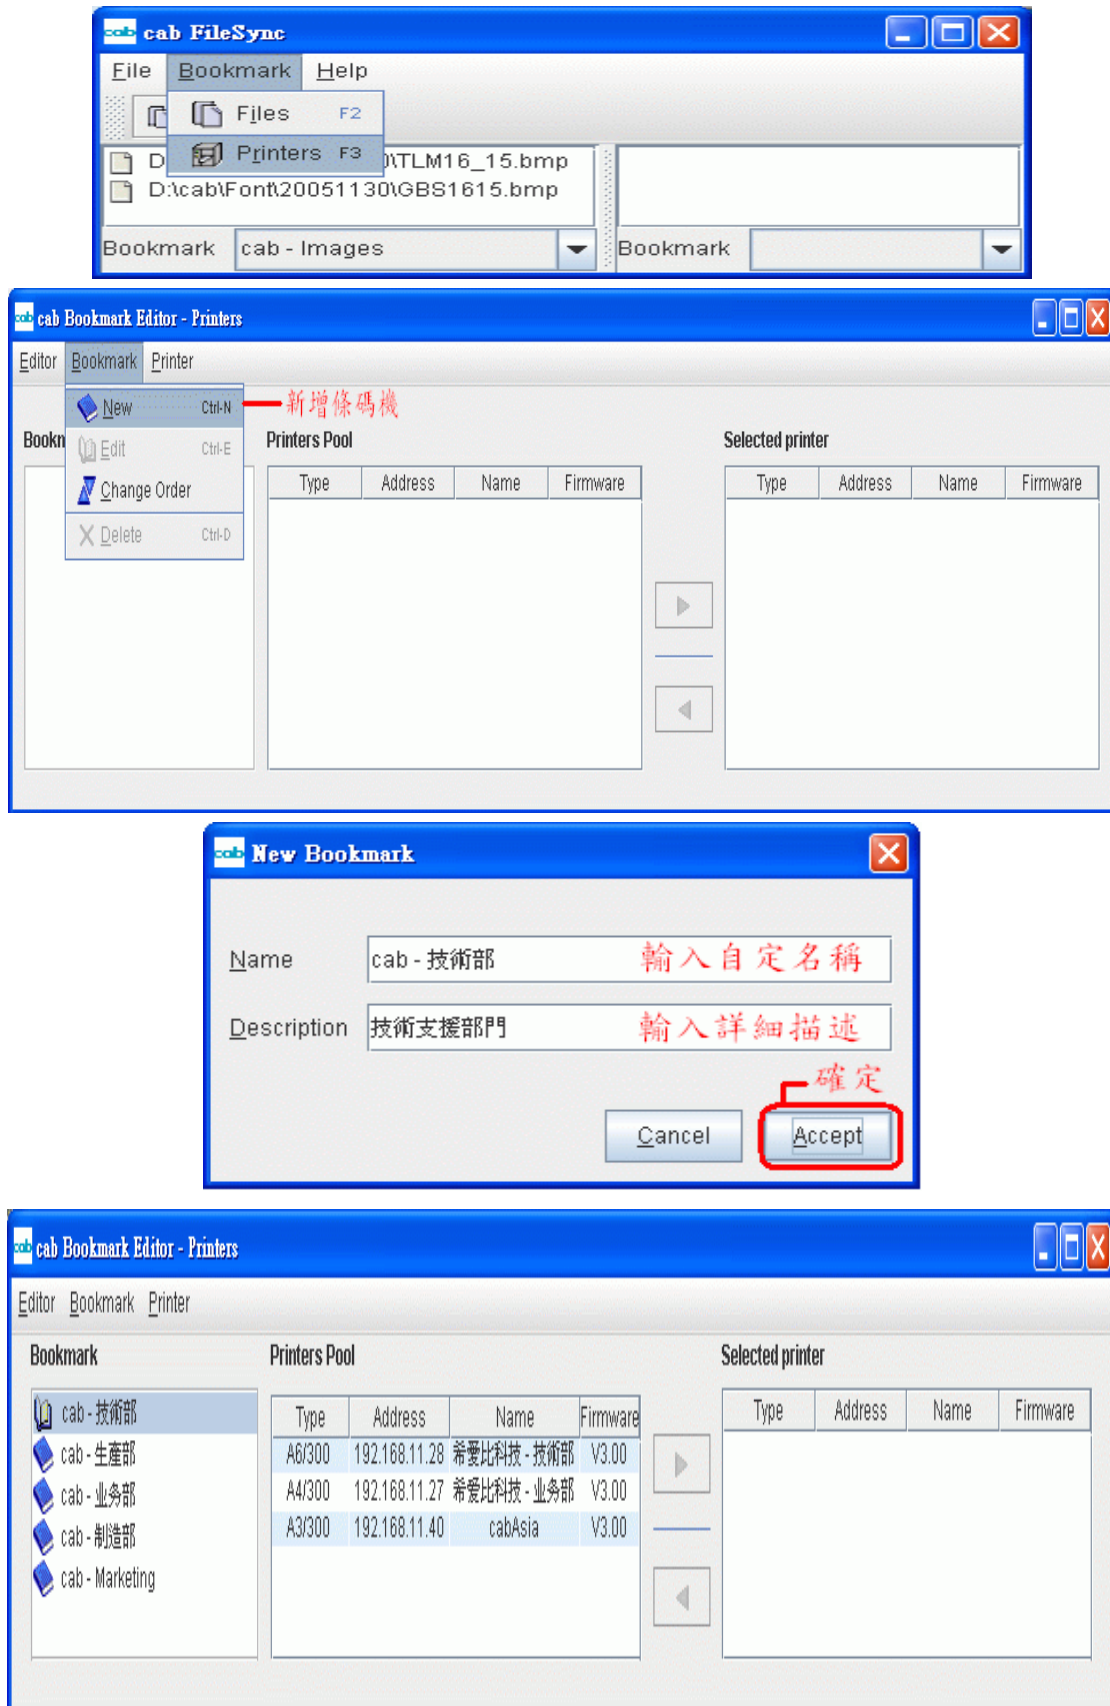 cab cab FileSync
File Bookmark Help
Files F2
Printers F3
D 0\TLM16_15.bmp
D:\cab\Font\20051130\GBS1615.bmp
Bookmark cab - Images Bookmark
cab cab Bookmark Editor - Printers
Editor Bookmark Printer
New Ctrl-N 新增條碼機
Bookn Edit Ctrl-E Printers Pool Selected printer
Type Address Name Firmware Type Address Name Firmware
Change Order
Delete Ctrl-D
cab New Bookmark
Name cab - 技術部 輸入自定名稱
Description 技術支援部門 輸入詳細描述
確定
Cancel Accept
cab cab Bookmark Editor - Printers
Editor Bookmark Printer
Bookmark Printers Pool Selected printer
cab - 技術部
Type Address Name Firmware Type Address Name Firmware
cab - 生產部 A6/300 192.168.11.28 希爱比科技 - 技術部 V3.00
cab - 业务部 A4/300 192.168.11.27 希爱比科技 - 业务部 V3.00
cab - 制造部 A3/300 192.168.11.40 cabAsia V3.00
cab - Marketing